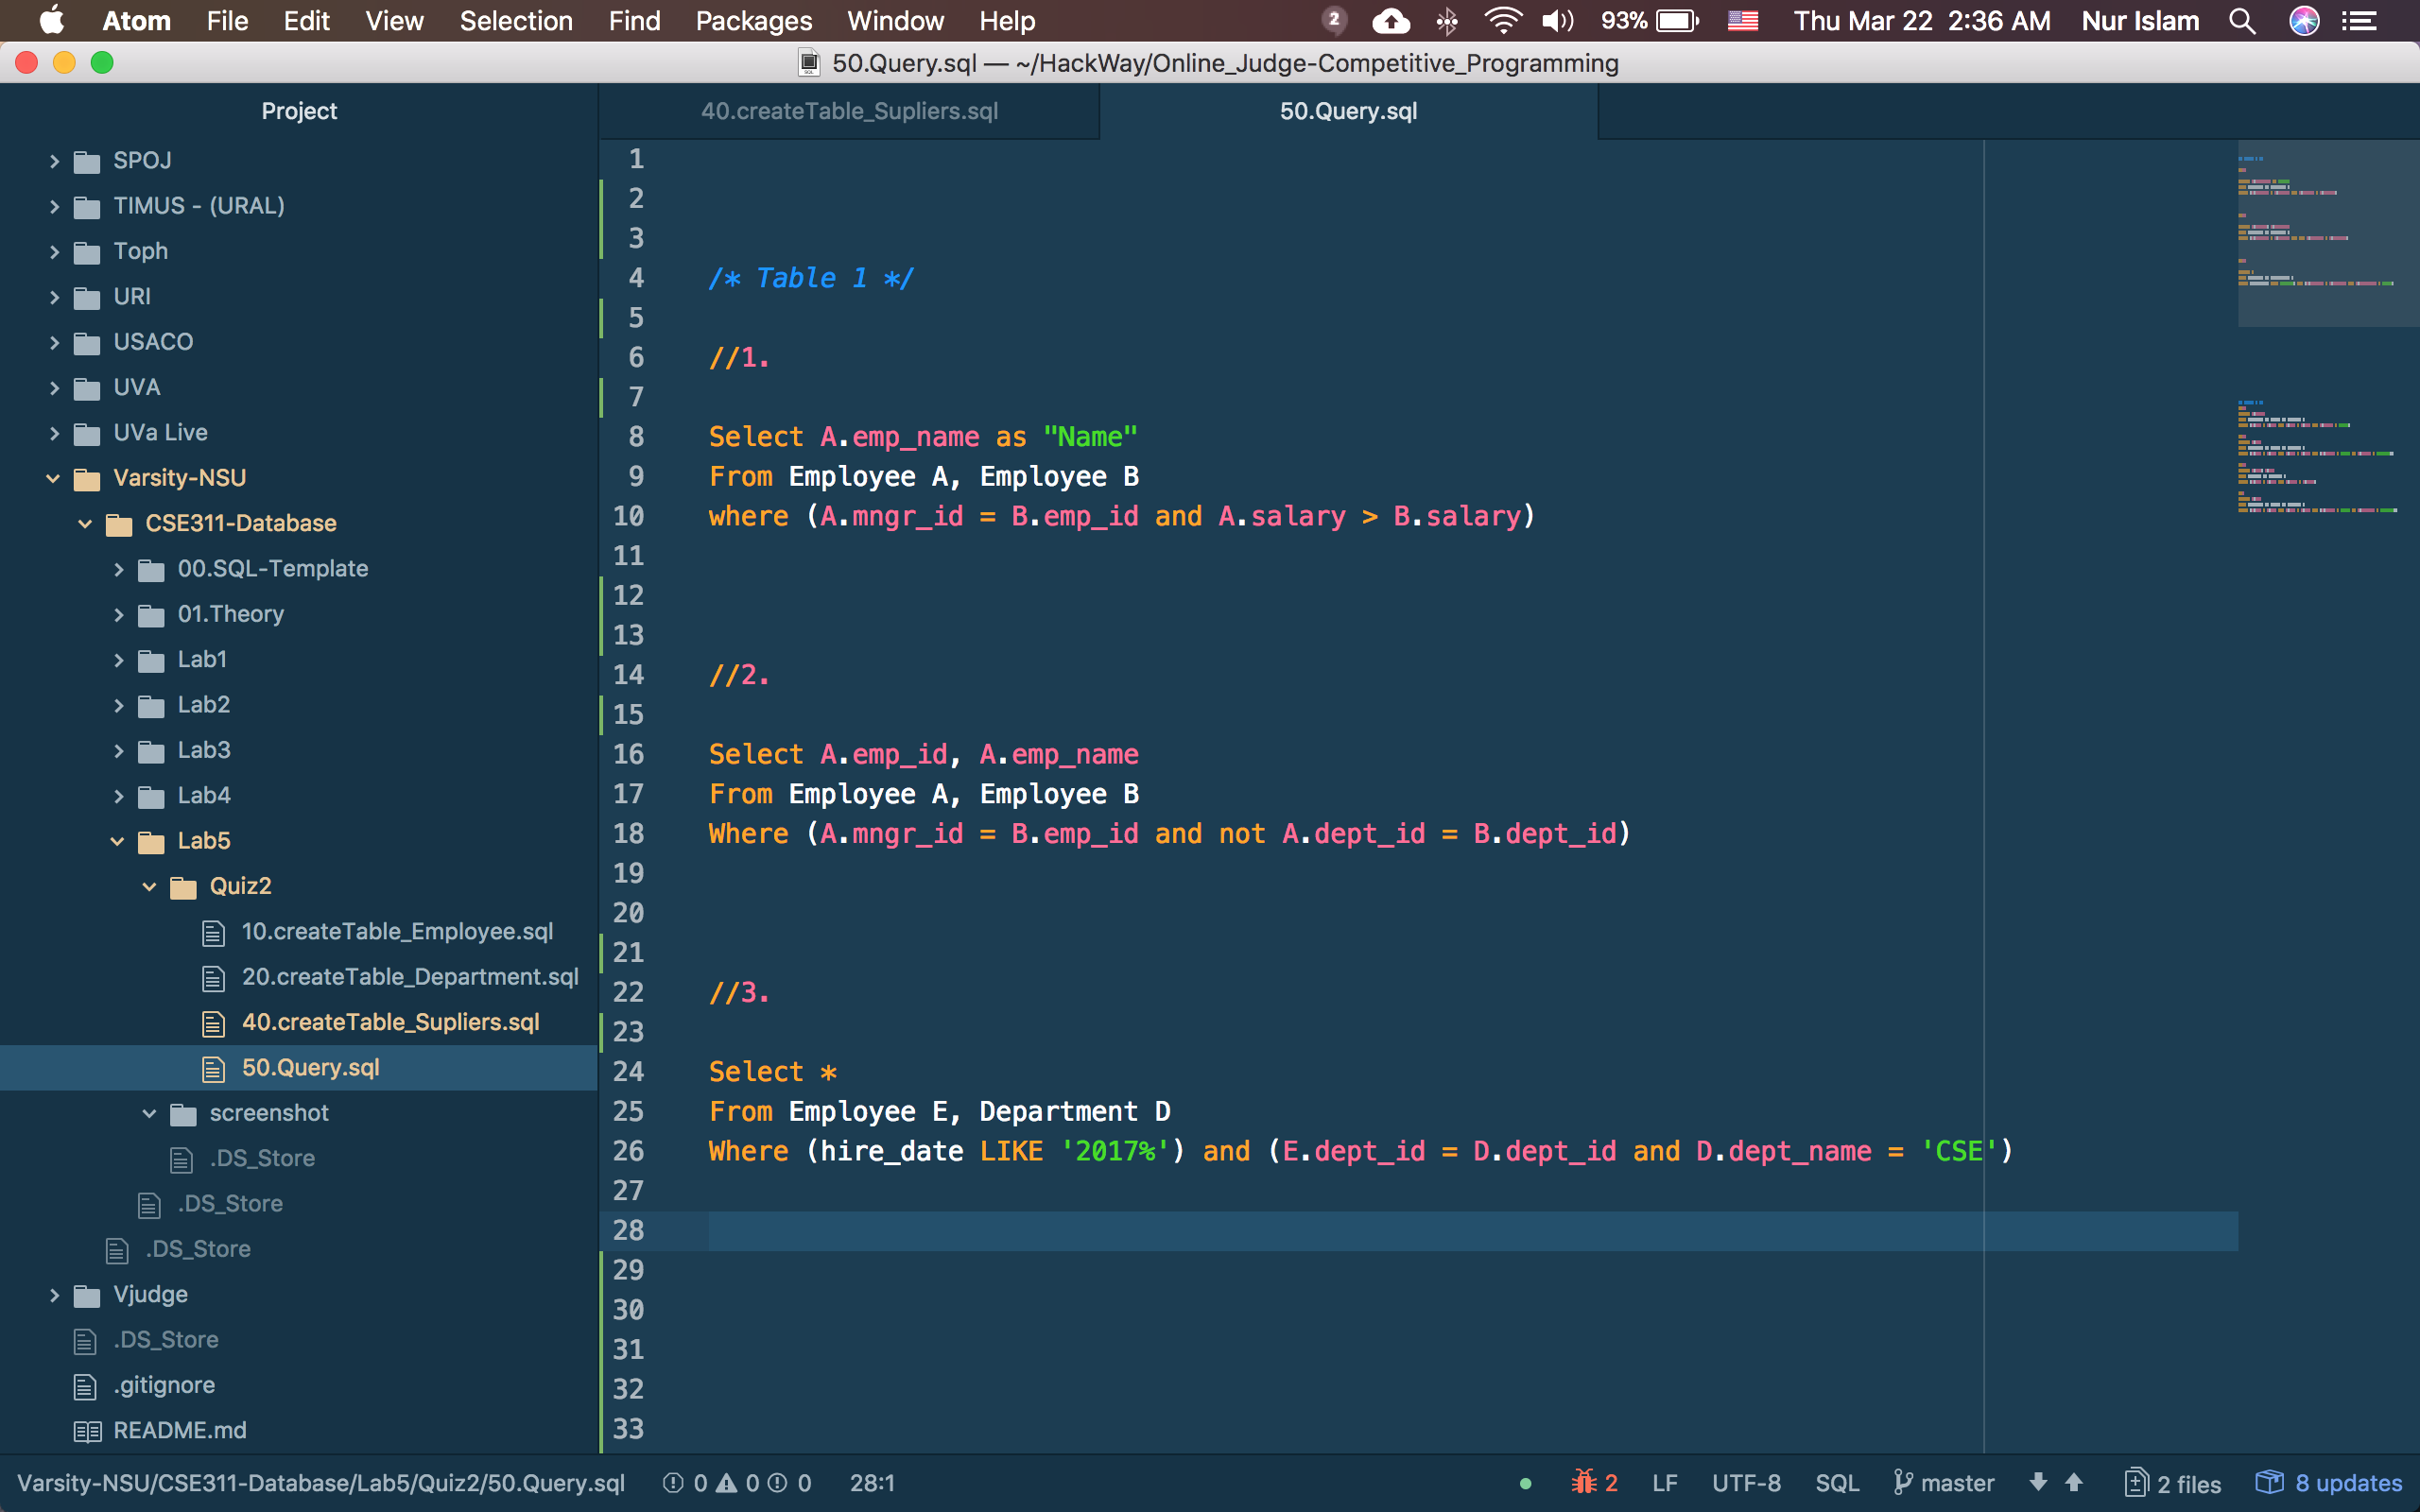 Atom File Edit View Selection Find Packages Window Help 2 93% Thu Mar 22 2:36 AM Nur Islam
50.Query.sql — ~/HackWay/Online_Judge-Competitive_Programming
Project
SPOJ
TIMUS - (URAL)
Toph
URI
USACO
UVA
UVa Live
Varsity-NSU
CSE311-Database
00.SQL-Template
01.Theory
Lab1
Lab2
Lab3
Lab4
Lab5
Quiz2
10.createTable_Employee.sql
20.createTable_Department.sql
40.createTable_Supliers.sql
50.Query.sql
screenshot
.DS_Store
.DS_Store
.DS_Store
Vjudge
.DS_Store
.gitignore
README.md
40.createTable_Supliers.sql 50.Query.sql
1
2
3
4 /* Table 1 */
5
6 //1.
7
8 Select A.emp_name as "Name"
9 From Employee A, Employee B
10 where (A.mngr_id = B.emp_id and A.salary > B.salary)
11
12
13
14 //2.
15
16 Select A.emp_id, A.emp_name
17 From Employee A, Employee B
18 Where (A.mngr_id = B.emp_id and not A.dept_id = B.dept_id)
19
20
21
22 //3.
23
24 Select *
25 From Employee E, Department D
26 Where (hire_date LIKE '2017%') and (E.dept_id = D.dept_id and D.dept_name = 'CSE')
27
28
29
30
31
32
33
Varsity-NSU/CSE311-Database/Lab5/Quiz2/50.Query.sql 0 0 0 28:1 2 LF UTF-8 SQL master 2 files 8 updates